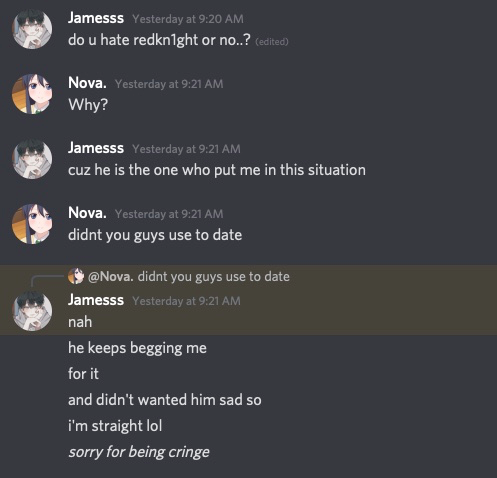 Jamesss Yesterday at 9:20 AM
do u hate redkn1ght or no..? (edited)
Nova. Yesterday at 9:21 AM
Why?
Jamesss Yesterday at 9:21 AM
cuz he is the one who put me in this situation
Nova. Yesterday at 9:21 AM
didnt you guys use to date
@Nova. didnt you guys use to date
Jamesss Yesterday at 9:21 AM
nah
he keeps begging me
for it
and didn't wanted him sad so
i'm straight lol
sorry for being cringe